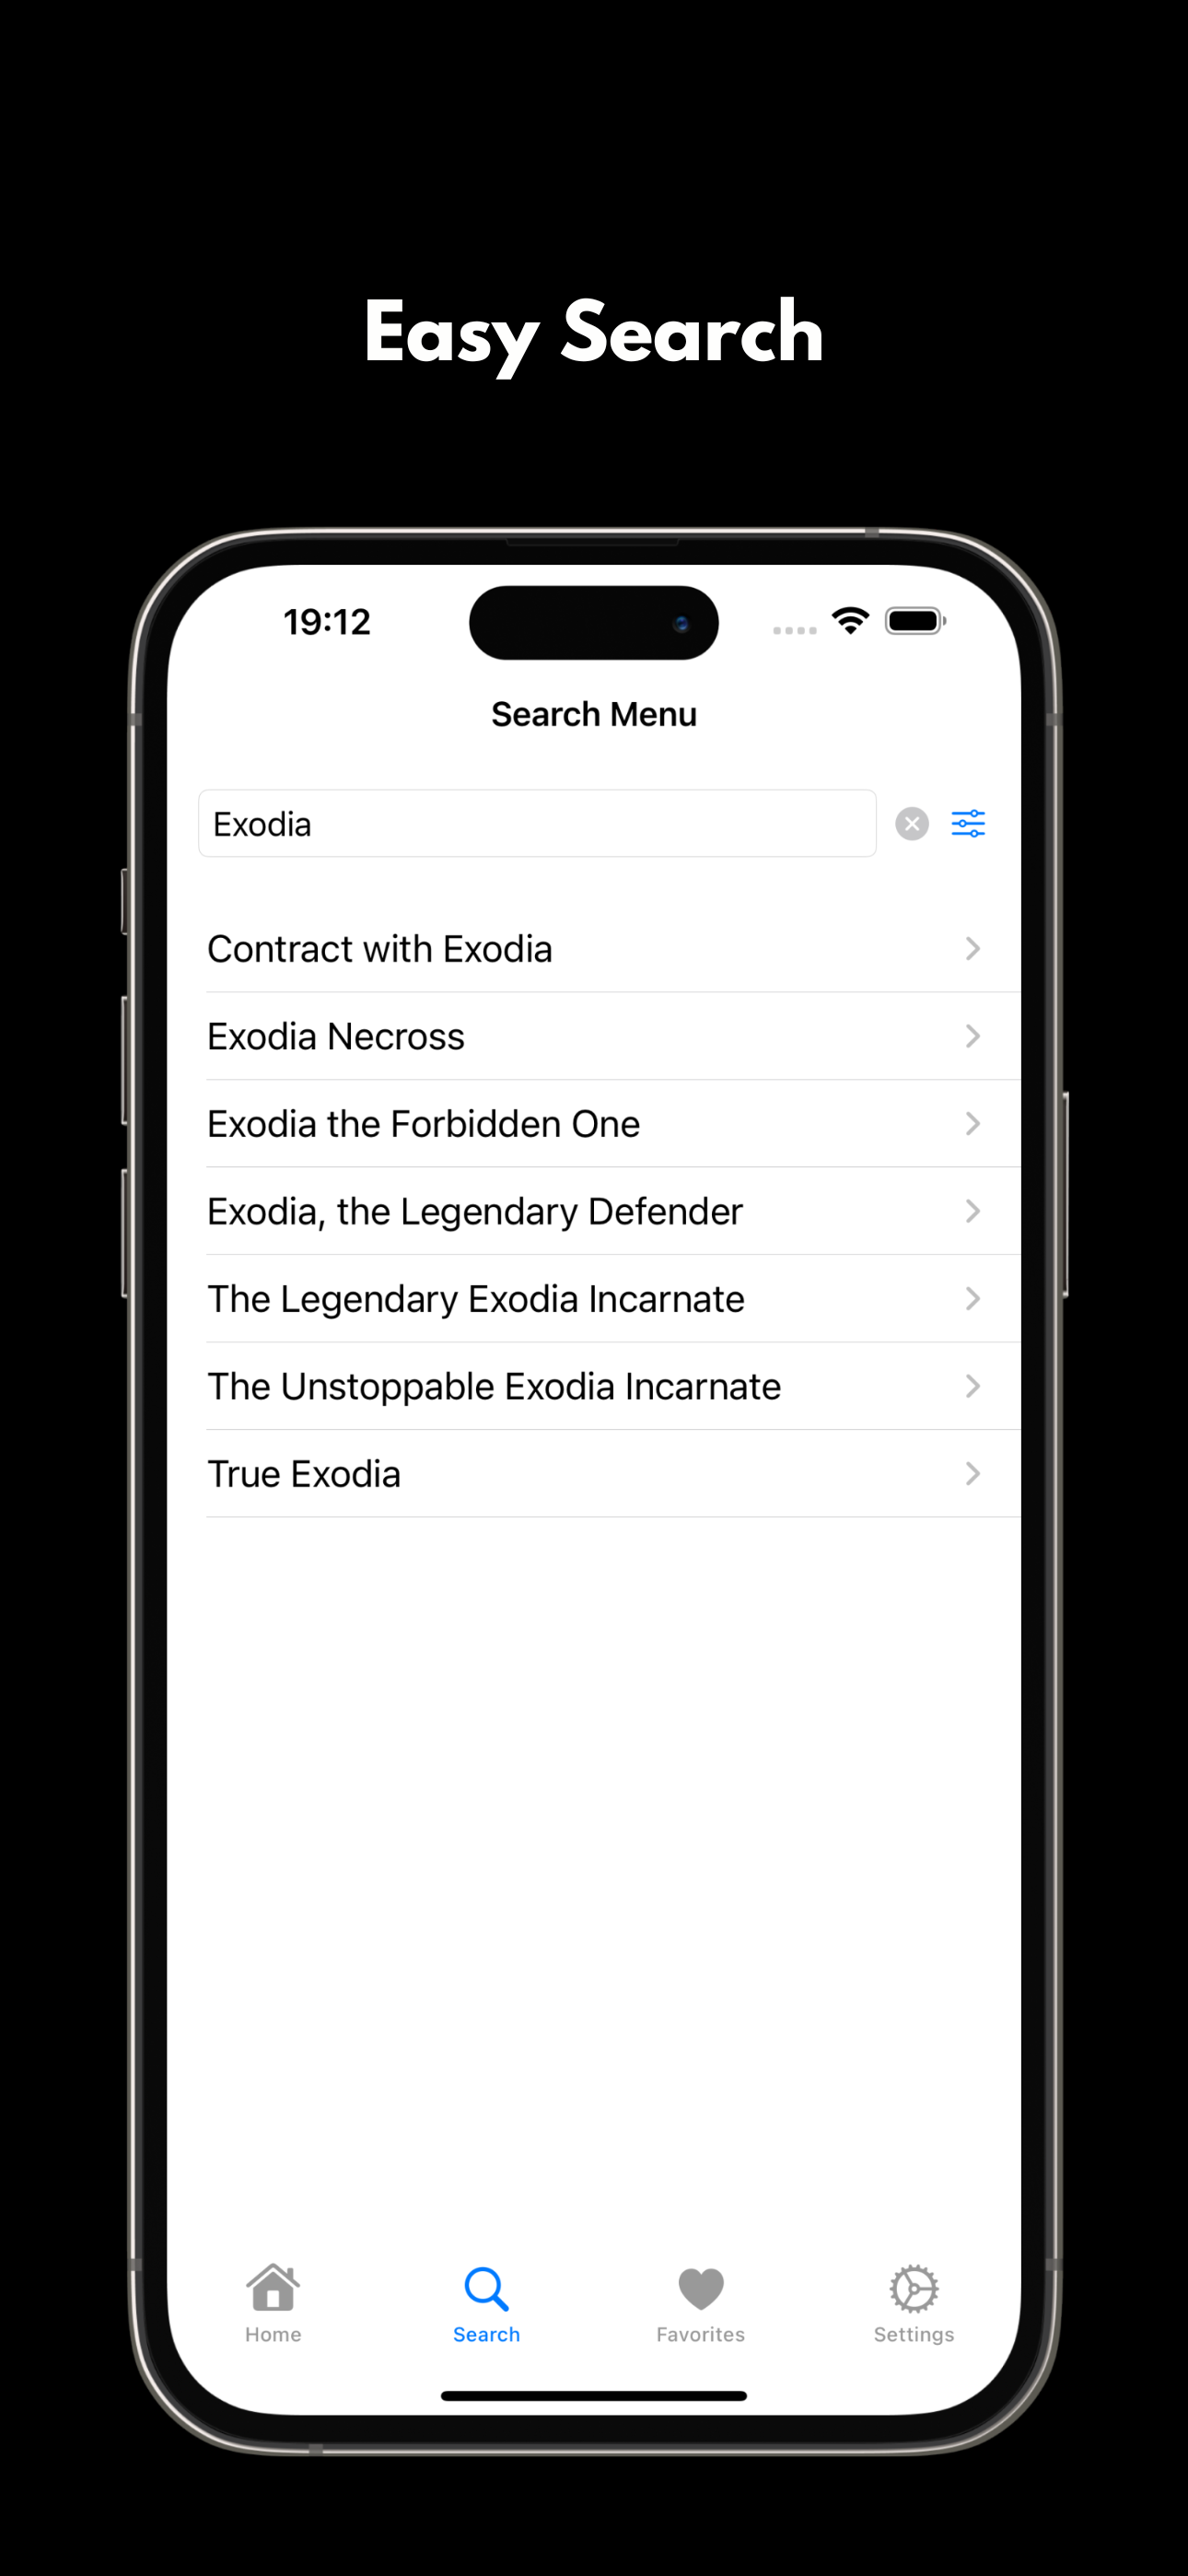 Easy Search
19:12
Search Menu
Exodia
Contract with Exodia
Exodia Necross
Exodia the Forbidden One
Exodia, the Legendary Defender
The Legendary Exodia Incarnate
The Unstoppable Exodia Incarnate
True Exodia
Home Search Favorites Settings